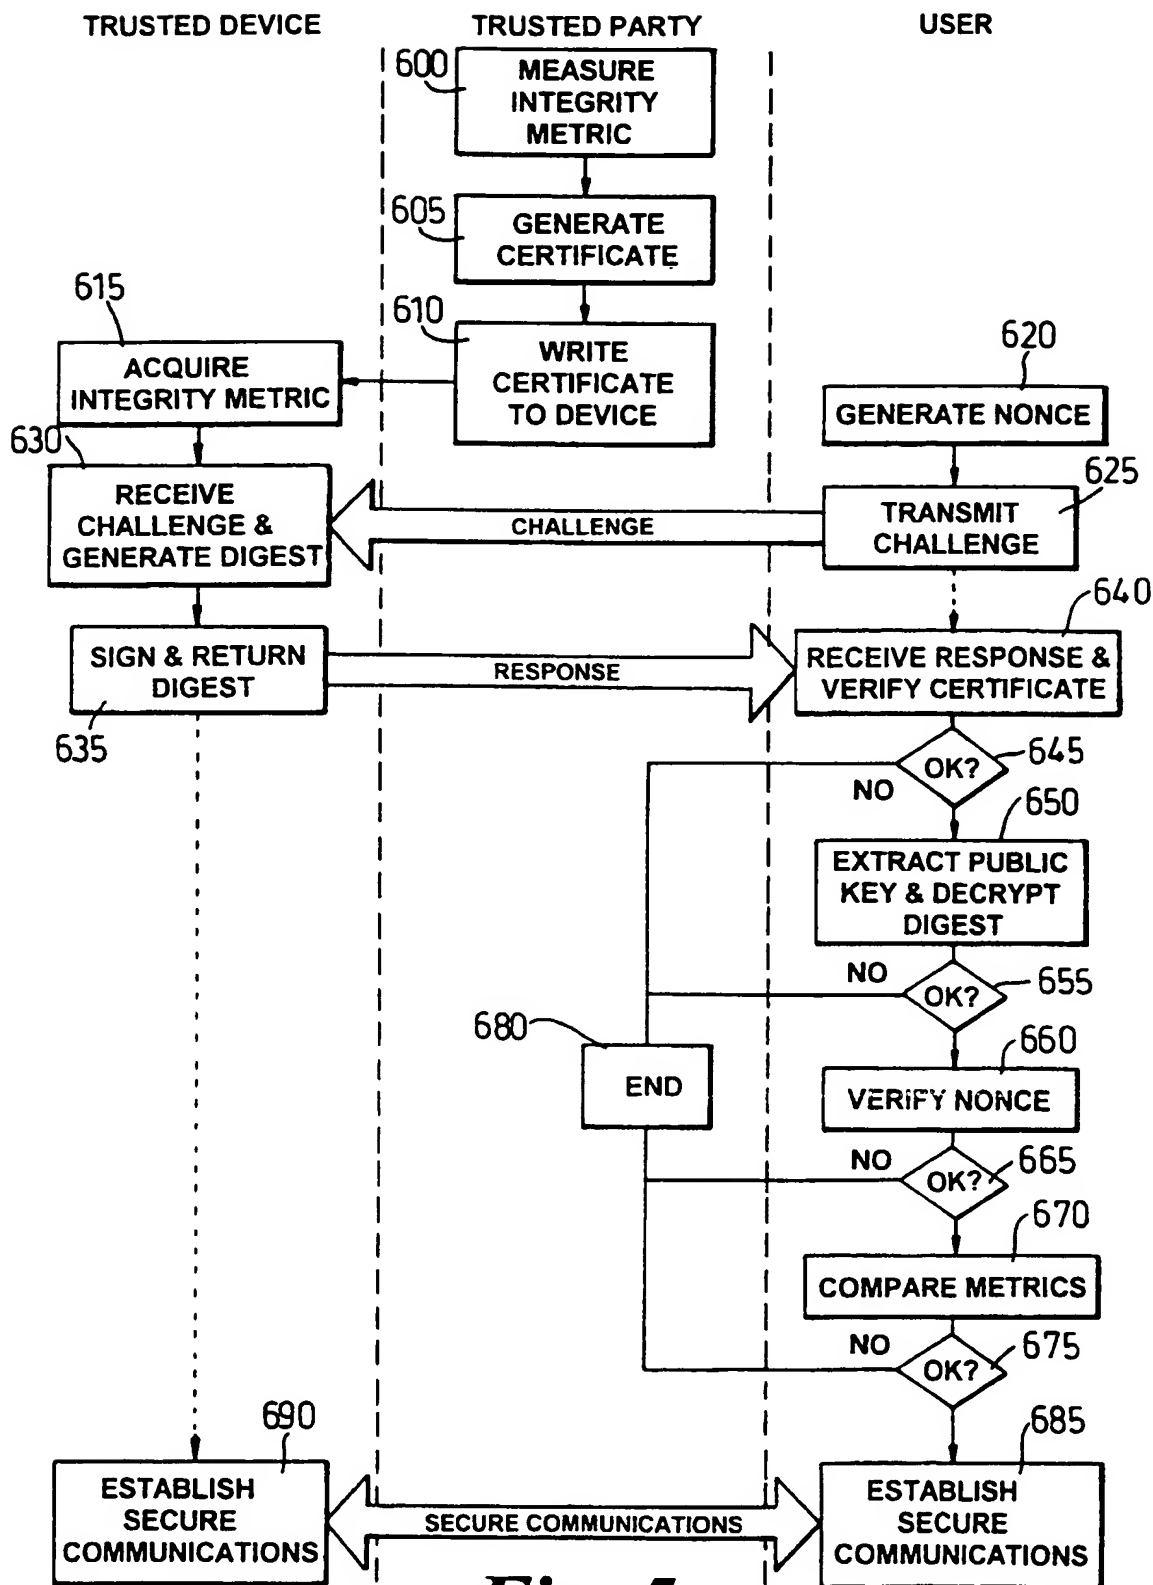 TRUSTED DEVICE
TRUSTED PARTY
USER
600
MEASURE
INTEGRITY
METRIC
605
GENERATE
CERTIFICATE
610
WRITE
CERTIFICATE
TO DEVICE
615
ACQUIRE
INTEGRITY METRIC
620
GENERATE NONCE
630
RECEIVE
CHALLENGE &
GENERATE DIGEST
CHALLENGE
625
TRANSMIT
CHALLENGE
640
SIGN & RETURN
DIGEST
635
RESPONSE
RECEIVE RESPONSE &
VERIFY CERTIFICATE
OK?
645
NO
650
EXTRACT PUBLIC
KEY & DECRYPT
DIGEST
NO
OK?
655
680
END
660
VERIFY NONCE
NO
OK?
665
670
COMPARE METRICS
NO
OK?
675
690
ESTABLISH
SECURE
COMMUNICATIONS
SECURE COMMUNICATIONS
685
ESTABLISH
SECURE
COMMUNICATIONS